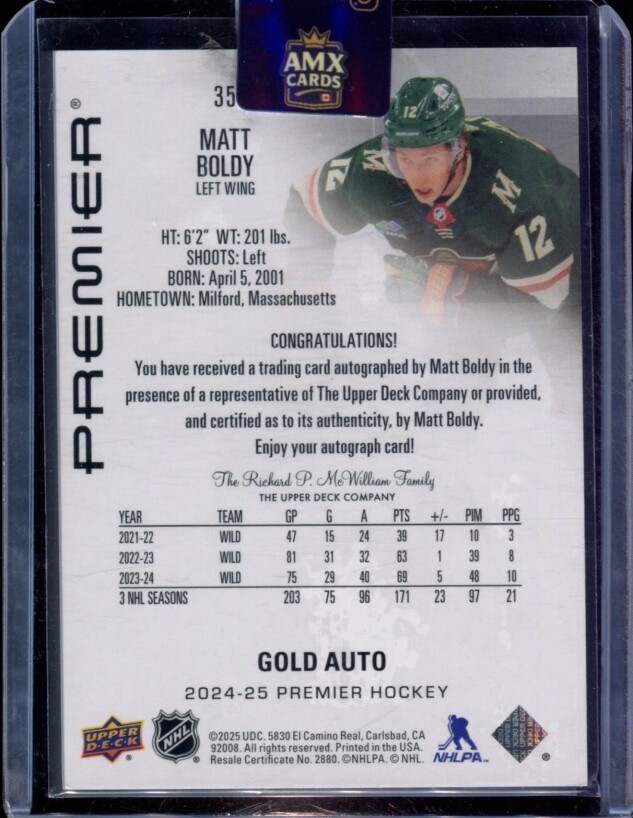 AMX
CARDS
35
PREMIER®
MATT
BOLDY
LEFT WING
12
M
12
M
12
HT: 6'2" WT: 201 lbs.
SHOOTS: Left
BORN: April 5, 2001
HOMETOWN: Milford, Massachusetts
CONGRATULATIONS!
You have received a trading card autographed by Matt Boldy in the
presence of a representative of The Upper Deck Company or provided,
and certified as to its authenticity, by Matt Boldy.
Enjoy your autograph card!
The Richard P. McWilliam Family
THE UPPER DECK COMPANY
YEAR TEAM GP G A PTS +/- PIM PPG
2021-22 WILD 47 15 24 39 17 10 3
2022-23 WILD 81 31 32 63 1 39 8
2023-24 WILD 75 29 40 69 5 48 10
3 NHL SEASONS 203 75 96 171 23 97 21
GOLD AUTO
2024-25 PREMIER HOCKEY
UPPER
D·E·C·K
®
NHL
®
©2025 UDC. 5830 El Camino Real, Carlsbad, CA
92008. All rights reserved. Printed in the USA.
Resale Certificate No. 2880. ©NHLPA. © NHL.
NHLPA™
®